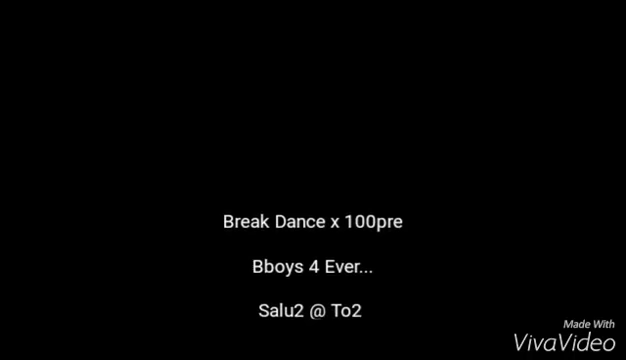 Break Dance x 100pre
Bboys 4 Ever...
Salu2 @ To2
Made With
VivaVideo